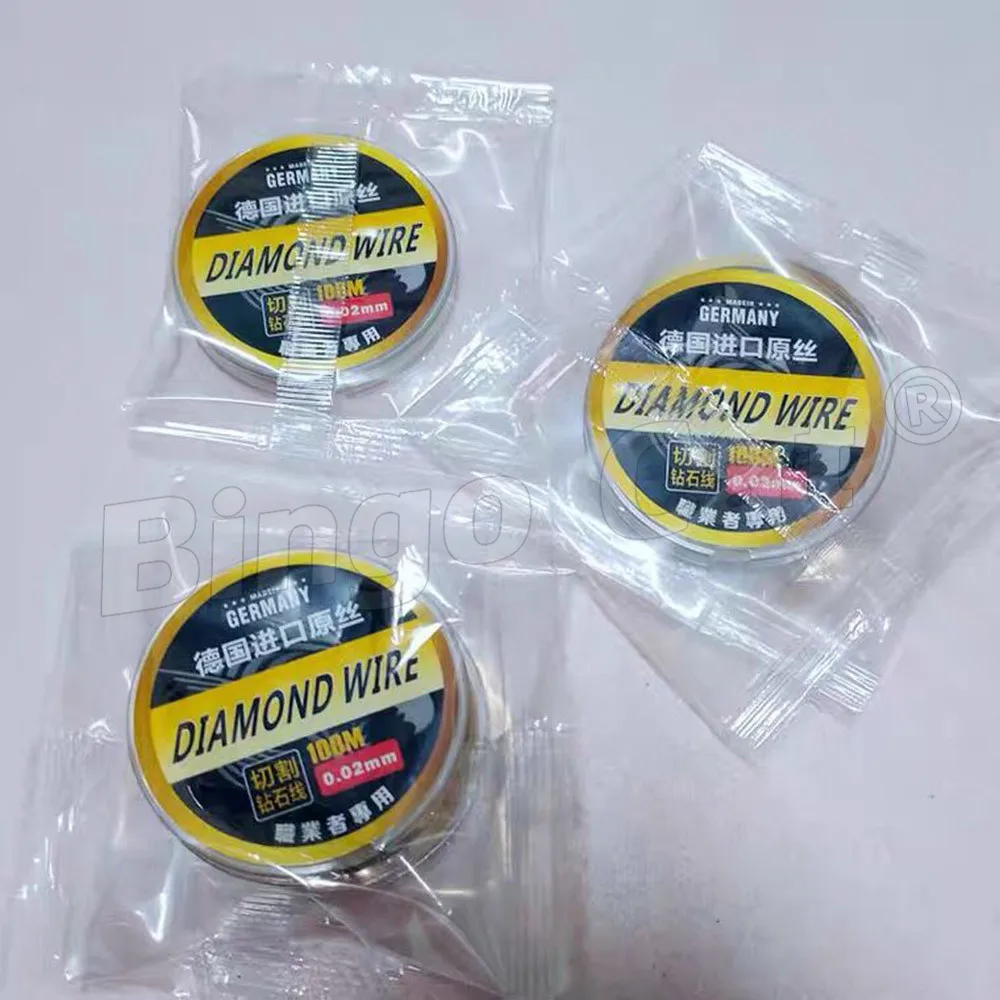 MADE IN
GERMANY
德国进口原丝
DIAMOND WIRE
切割
钻石线
100M
0.02mm
職業者專用
MADE IN
GERMANY
德国进口原丝
DIAMOND WIRE
切割
钻石线
100M
0.02mm
職業者專用
Bingo ®
MADE IN
GERMANY
德国进口原丝
DIAMOND WIRE
切割
钻石线
100M
0.02mm
職業者專用